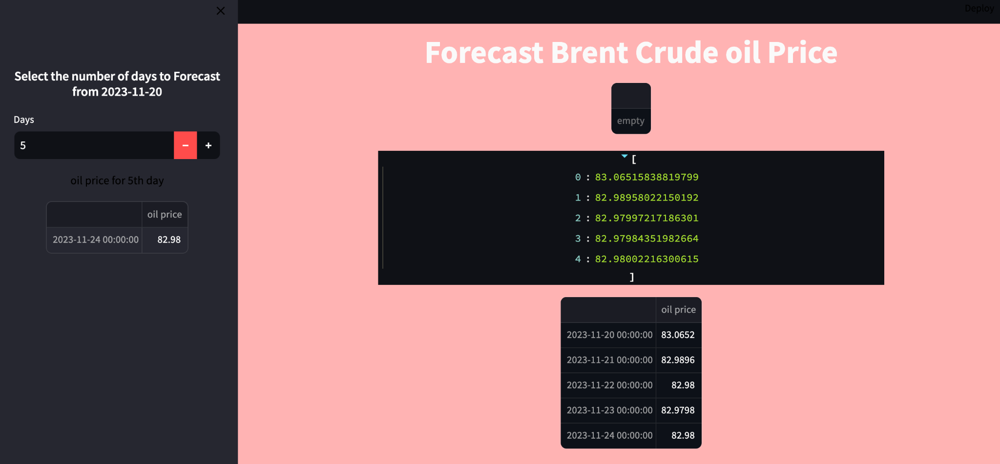 Deploy
Select the number of days to Forecast
from 2023-11-20
Days
5
−
+
oil price for 5th day
oil price
2023-11-24 00:00:00 82.98
Forecast Brent Crude oil Price
empty
[
0 : 83.06515838819799
1 : 82.98958022150192
2 : 82.97997217186301
3 : 82.97984351982664
4 : 82.98002216300615
]
oil price
2023-11-20 00:00:00 83.0652
2023-11-21 00:00:00 82.9896
2023-11-22 00:00:00 82.98
2023-11-23 00:00:00 82.9798
2023-11-24 00:00:00 82.98